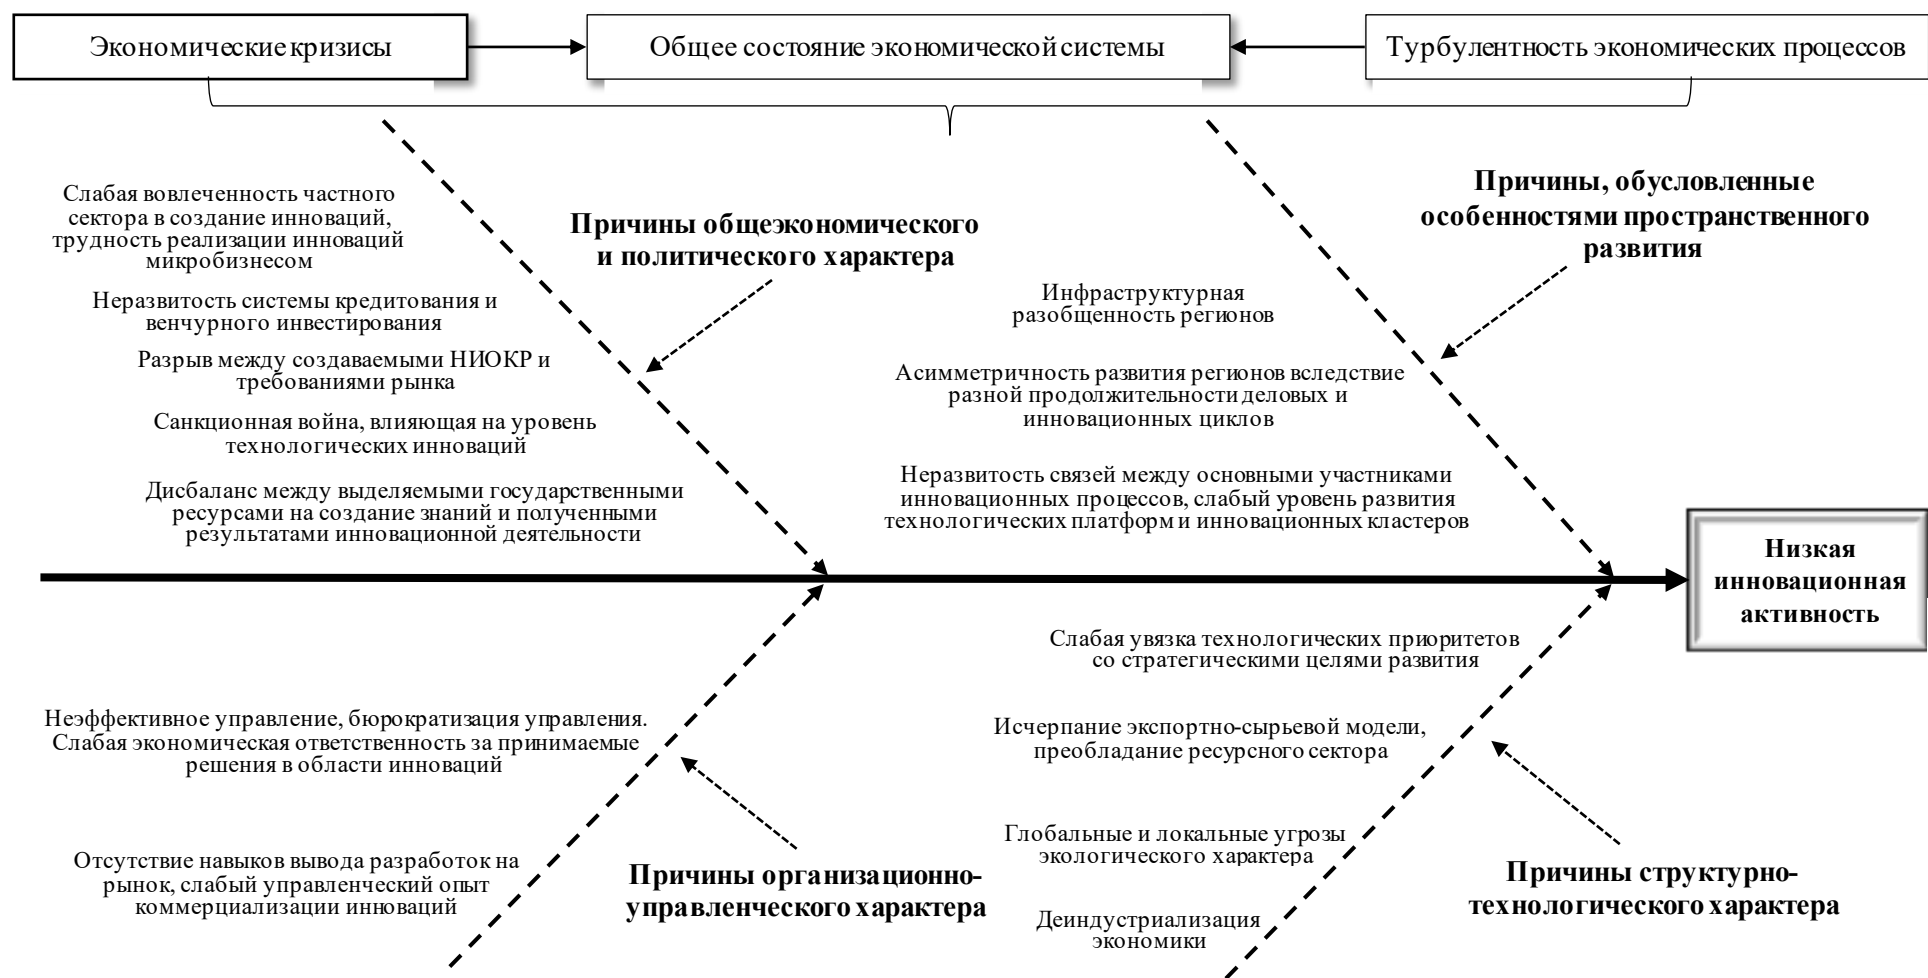 Экономические кризисы
Общее состояние экономической системы
Турбулентность экономических процессов
Слабая вовлеченность частного
сектора в создание инноваций,
трудность реализации инноваций
микробизнесом
Неразвитость системы кредитования и
венчурного инвестирования
Разрыв между создаваемыми НИОКР и
требованиями рынка
Санкционная война, влияющая на уровень
технологических инноваций
Дисбаланс между выделяемыми государственными
ресурсами на создание знаний и полученными
результатами инновационной деятельности
Причины общеэкономического
и политического характера
Инфраструктурная
разобщенность регионов
Асимметричность развития регионов вследствие
разной продолжительности деловых и
инновационных циклов
Неразвитость связей между основными участниками
инновационных процессов, слабый уровень развития
технологических платформ и инновационных кластеров
Причины, обусловленные
особенностями пространственного
развития
Низкая
инновационная
активность
Неэффективное управление, бюрократизация управления.
Слабая экономическая ответственность за принимаемые
решения в области инноваций
Отсутствие навыков вывода разработок на
рынок, слабый управленческий опыт
коммерциализации инноваций
Причины организационно-
управленческого характера
Слабая увязка технологических приоритетов
со стратегическими целями развития
Исчерпание экспортно-сырьевой модели,
преобладание ресурсного сектора
Глобальные и локальные угрозы
экологического характера
Деиндустриализация
экономики
Причины структурно-
технологического характера